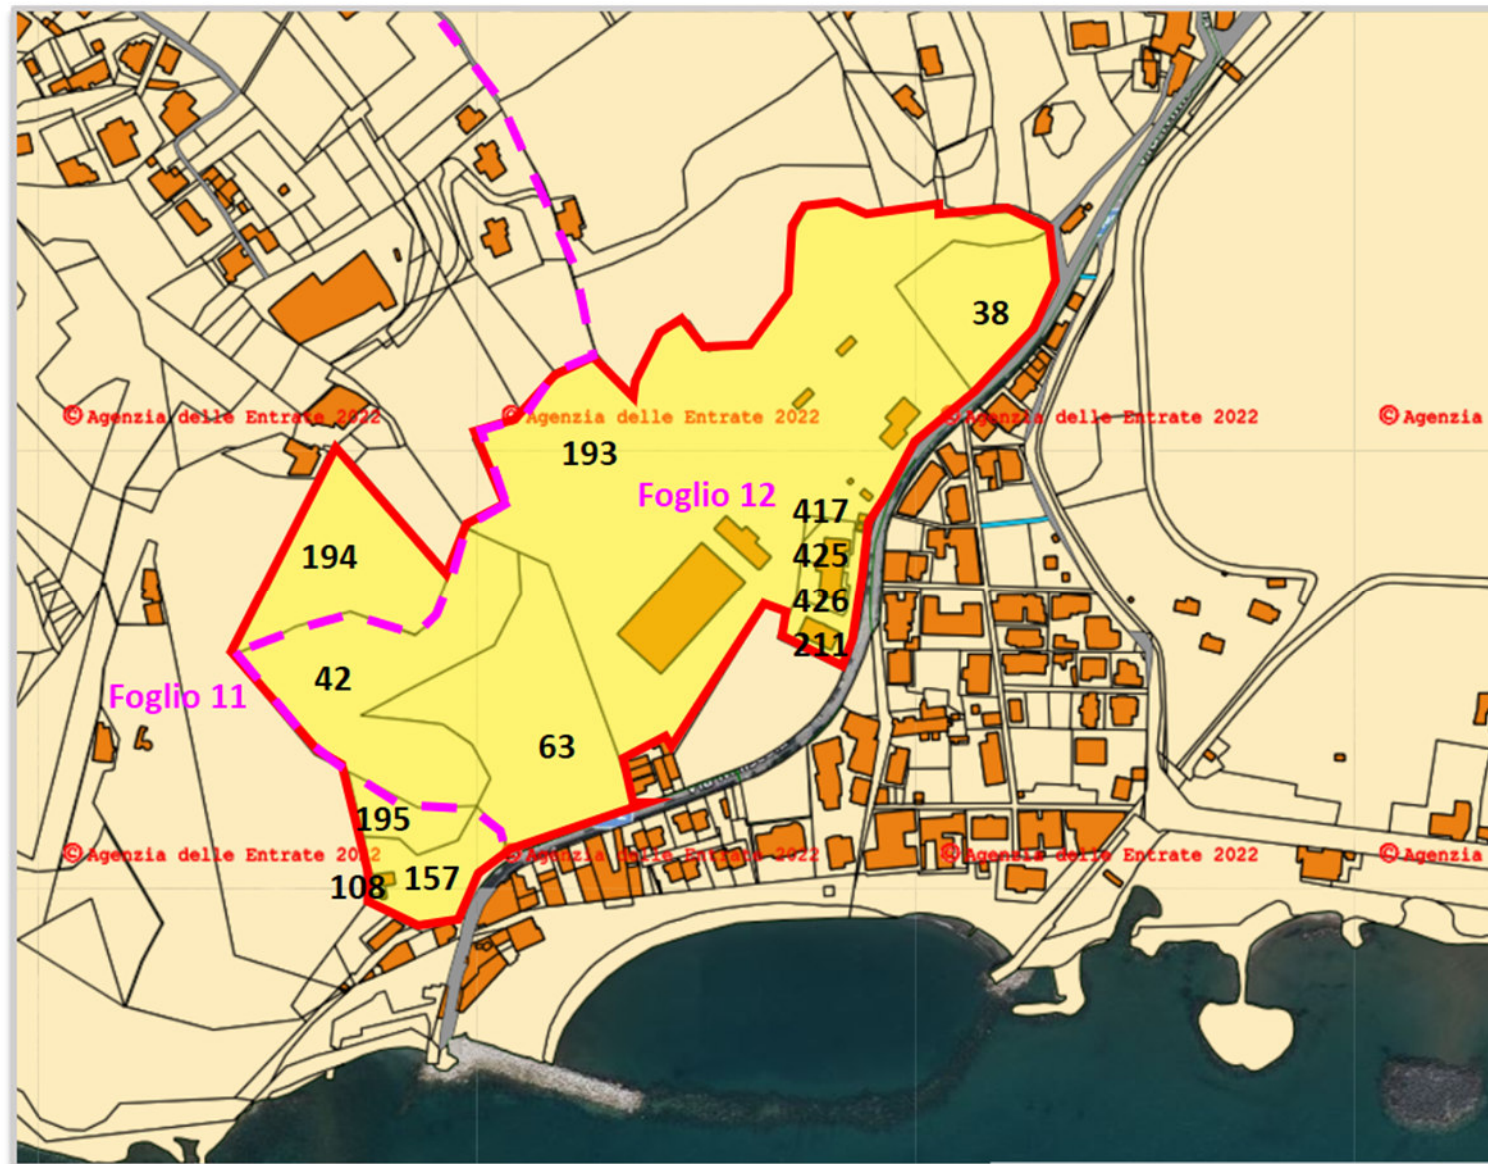 38
© Agenzia delle Entrate 2022
© Agenzia delle Entrate 2022
© Agenzia delle Entrate 2022
© Agenzia
193
Foglio 12
417
425
194
426
211
42
Foglio 11
63
195
© Agenzia delle Entrate 2022
© Agenzia delle Entrate 2022
© Agenzia delle Entrate 2022
© Agenzia
157
108